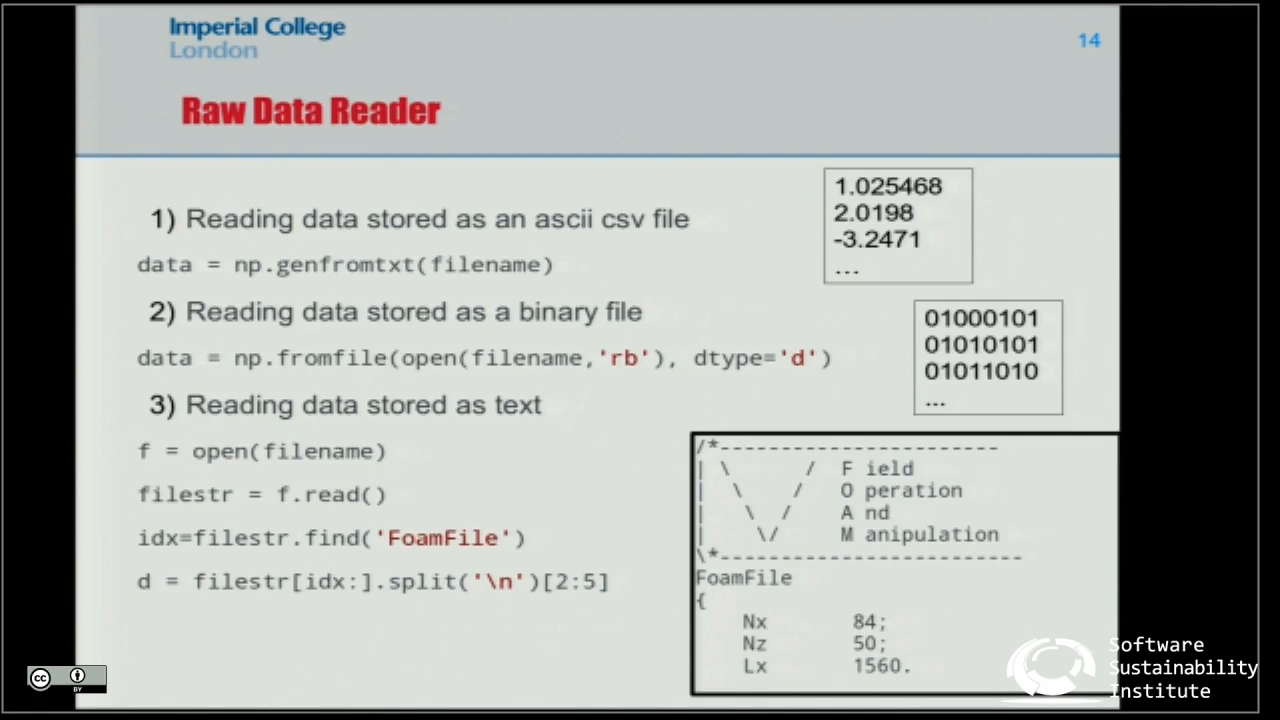 Imperial College
London
14
Raw Data Reader
1) Reading data stored as an ascii csv file
data = np.genfromtxt(filename)
1.025468
2.0198
-3.2471
...
2) Reading data stored as a binary file
data = np.fromfile(open(filename,'rb'), dtype='d')
01000101
01010101
01011010
...
3) Reading data stored as text
f = open(filename)
filestr = f.read()
idx=filestr.find('FoamFile')
d = filestr[idx:].split('\n')[2:5]
/*-----------------------
| \ / F ield
| \ / O peration
| \ / A nd
| \/ M anipulation
\*-------------------------
FoamFile
{
Nx 84;
Nz 50;
Lx 1560.
cc
BY
Software
Sustainability
Institute